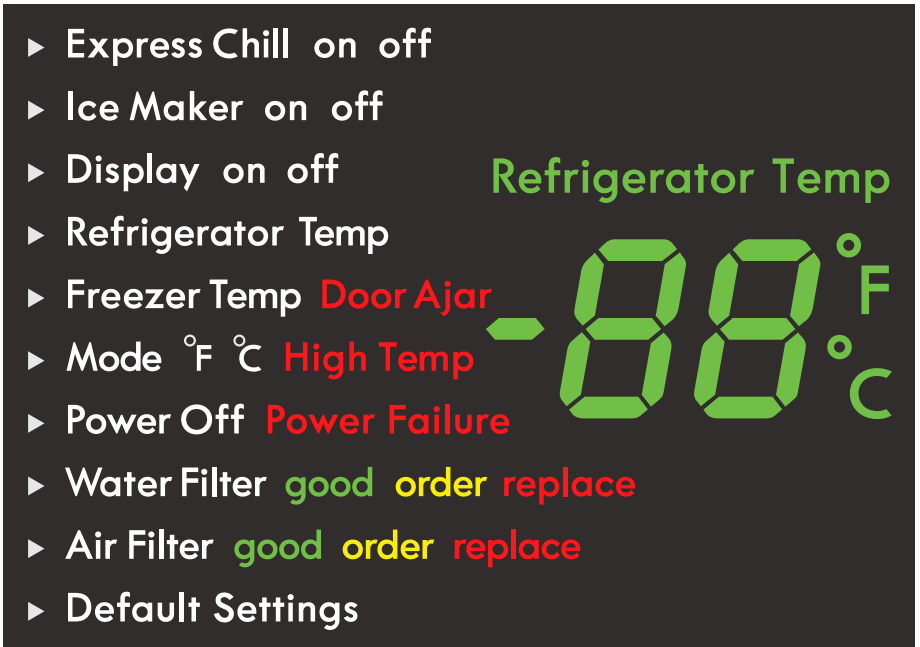 Express Chill on off
Ice Maker on off
Display on off
Refrigerator Temp
Freezer Temp Door Ajar
Mode °F °C High Temp
Power Off Power Failure
Water Filter good order replace
Air Filter good order replace
Default Settings
Refrigerator Temp
-88 °F °C